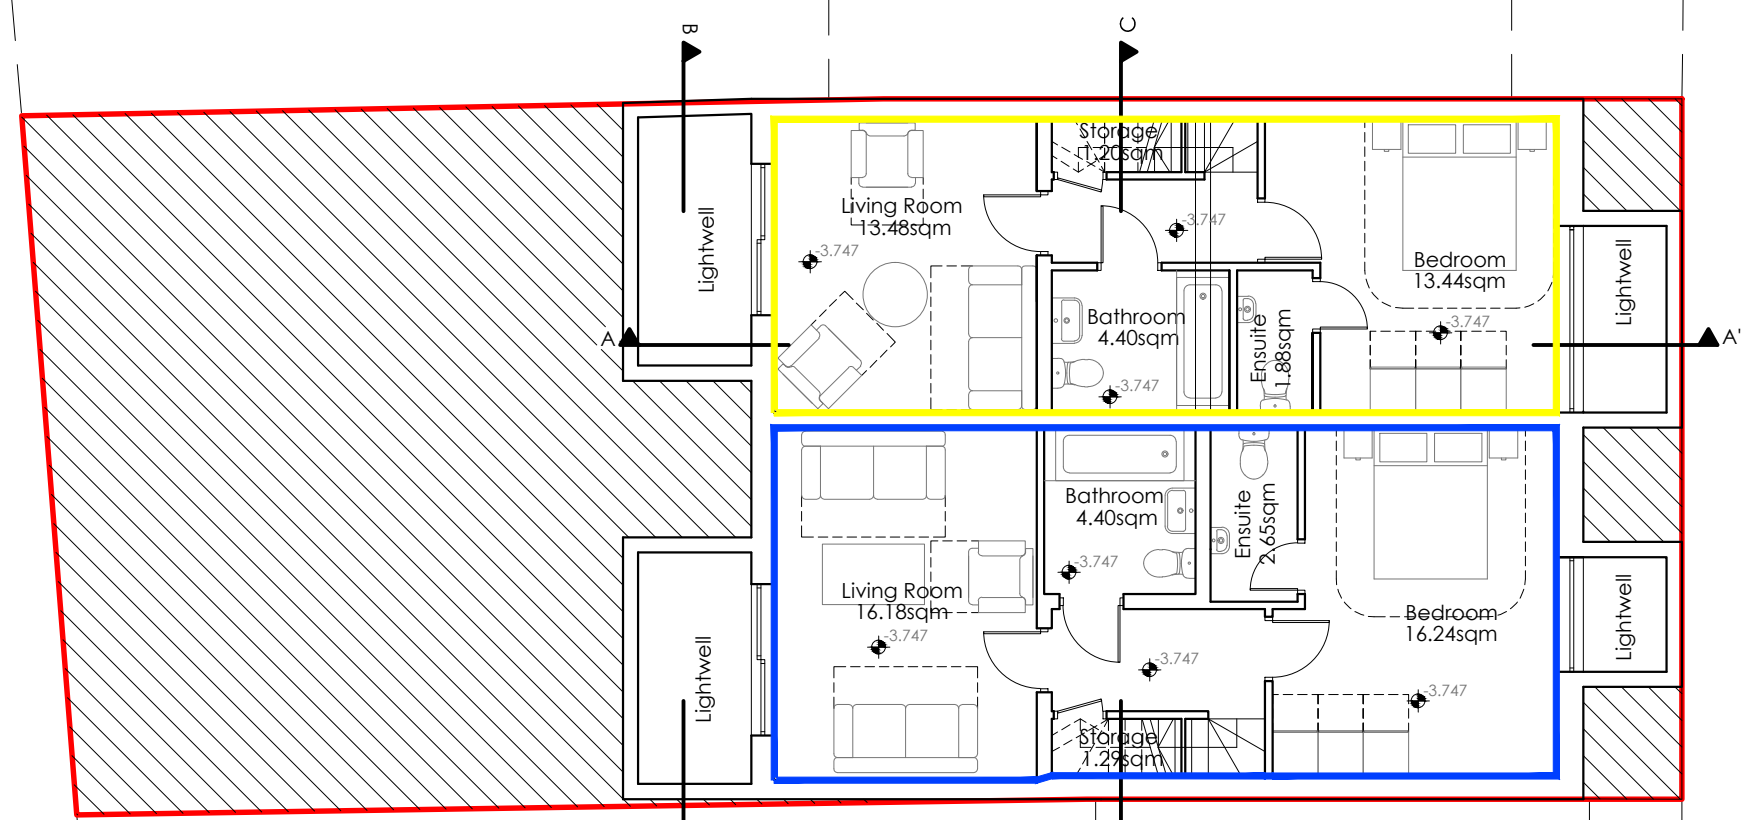 B
C
Storage
1.20sqm
Living Room
13.48sqm
-3.747
-3.747
Lightwell
Bedroom
13.44sqm
Lightwell
Bathroom
4.40sqm
Ensuite
1.88sqm
-3.747
A
A'
-3.747
Bathroom
4.40sqm
Ensuite
2.65sqm
-3.747
Living Room
16.18sqm
-3.747
Bedroom
16.24sqm
Lightwell
Lightwell
-3.747
-3.747
Storage
1.29sqm